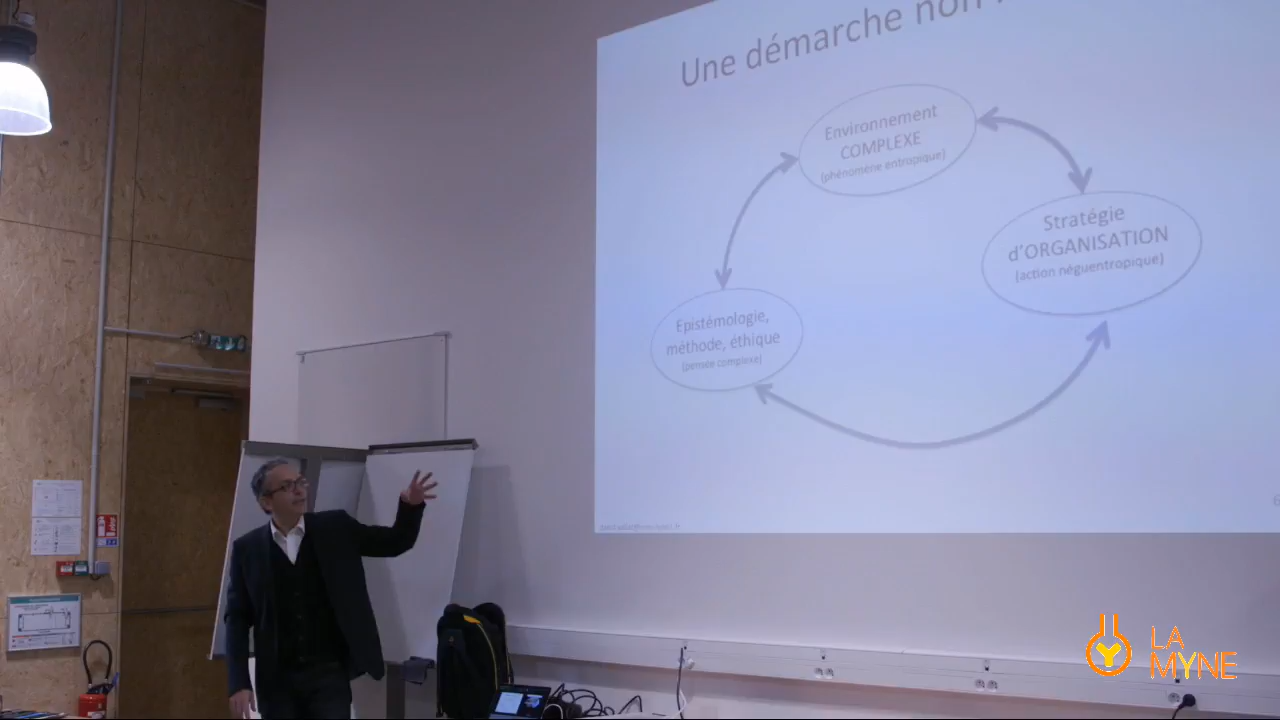 Une démarche non
Environnement
COMPLEXE
(phénomène entropique)
Stratégie
d'ORGANISATION
(action néguentropique)
Epistémologie,
méthode, éthique
(pensée complexe)
LA
MYNE